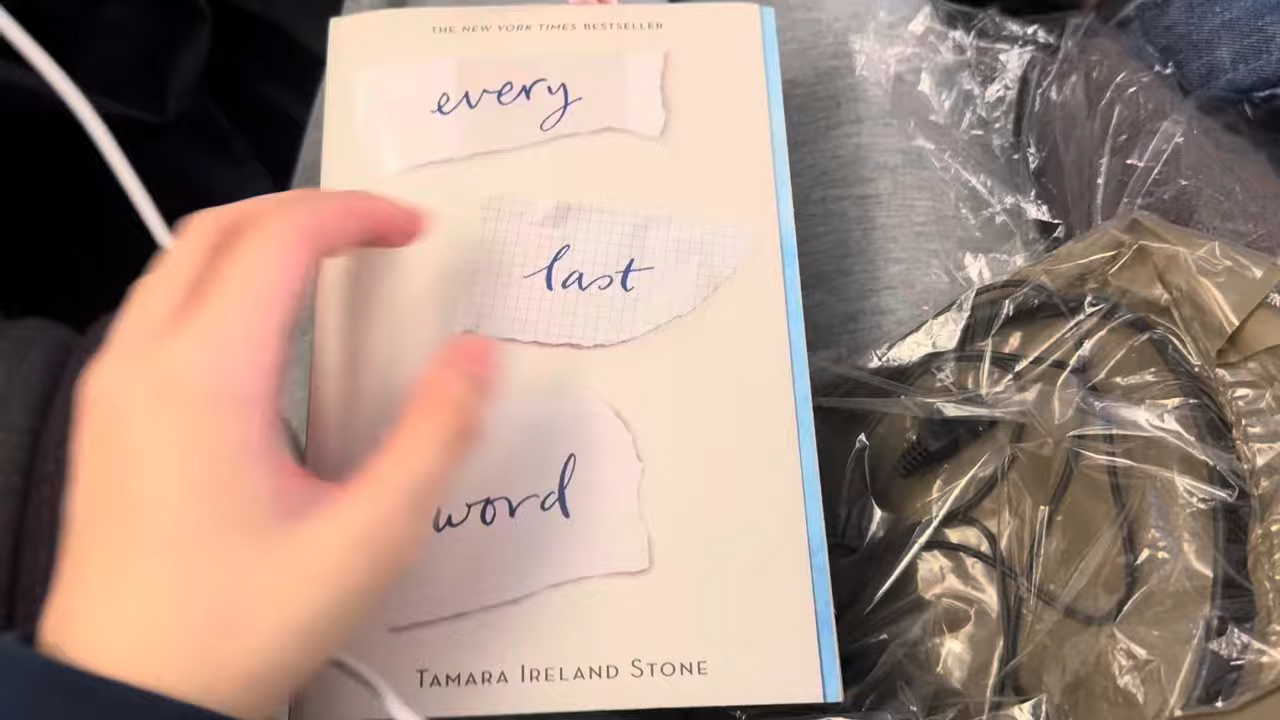 THE NEW YORK TIMES BESTSELLER
every
last
word
TAMARA IRELAND STONE